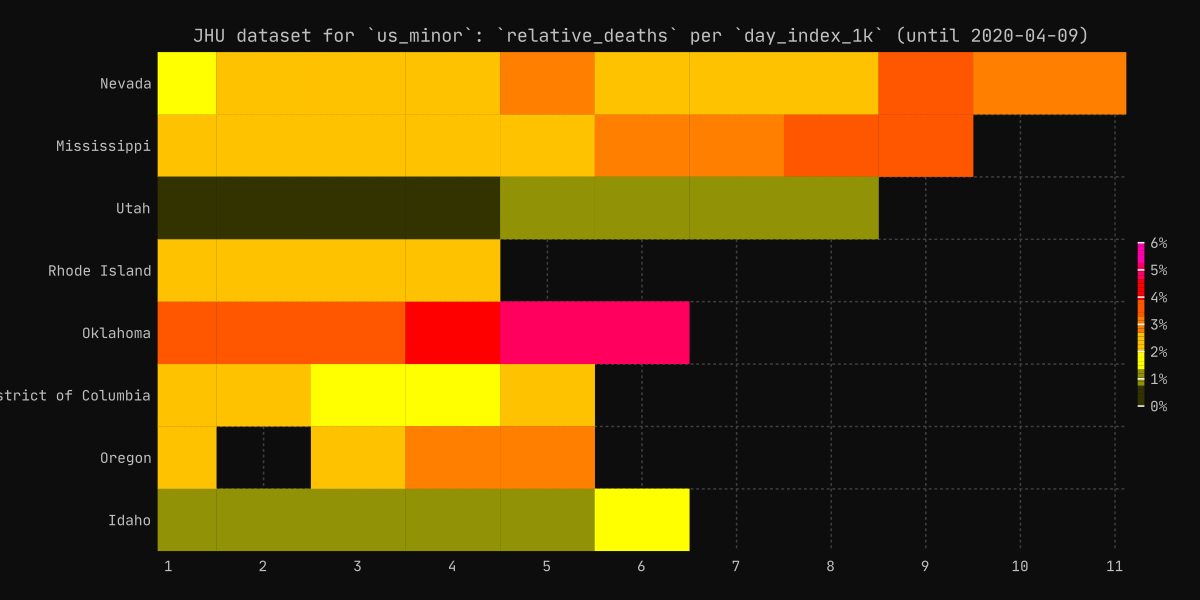 JHU dataset for `us_minor`: `relative_deaths` per `day_index_1k` (until 2020-04-09)
Nevada
Mississippi
Utah
Rhode Island
Oklahoma
strict of Columbia
Oregon
Idaho
6%
5%
4%
3%
2%
1%
0%
1 2 3 4 5 6 7 8 9 10 11